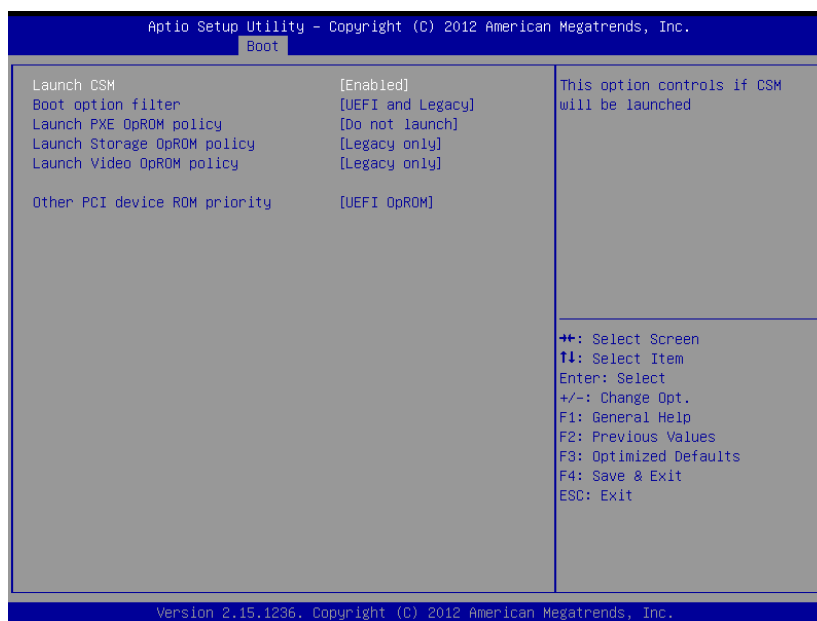 Aptio Setup Utility – Copyright (C) 2012 American Megatrends, Inc.
Boot
Launch CSM [Enabled]
Boot option filter [UEFI and Legacy]
Launch PXE OpROM policy [Do not launch]
Launch Storage OpROM policy [Legacy only]
Launch Video OpROM policy [Legacy only]
Other PCI device ROM priority [UEFI OpROM]
This option controls if CSM
will be launched
→←: Select Screen
↑↓: Select Item
Enter: Select
+/-: Change Opt.
F1: General Help
F2: Previous Values
F3: Optimized Defaults
F4: Save & Exit
ESC: Exit
Version 2.15.1236. Copyright (C) 2012 American Megatrends, Inc.